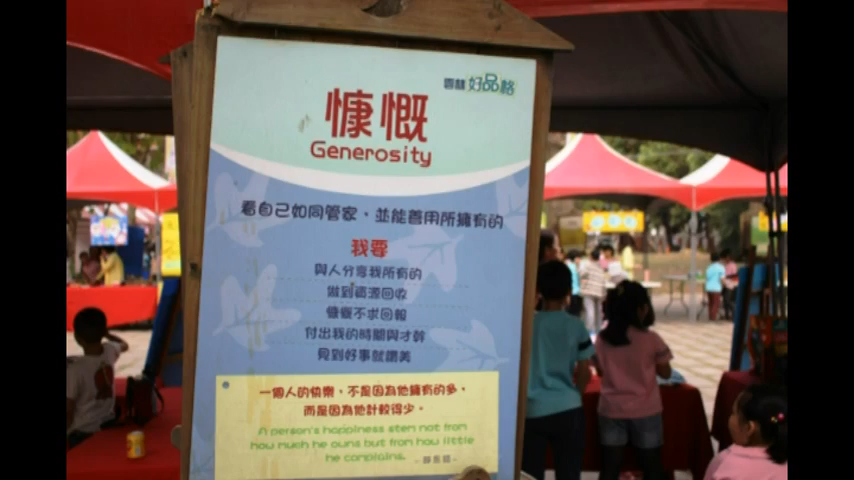 雲林 好品格
慷慨
Generosity
看自己如同管家、並能善用所擁有的
我要
與人分享我所有的
做到資源回收
慷慨不求回報
付出我的時間與才幹
見到好事就讚美
一個人的快樂，不是因為他擁有的多，
而是因為他計較得少。
A person's happiness stem not from
how much he owns but from how little
he complains.